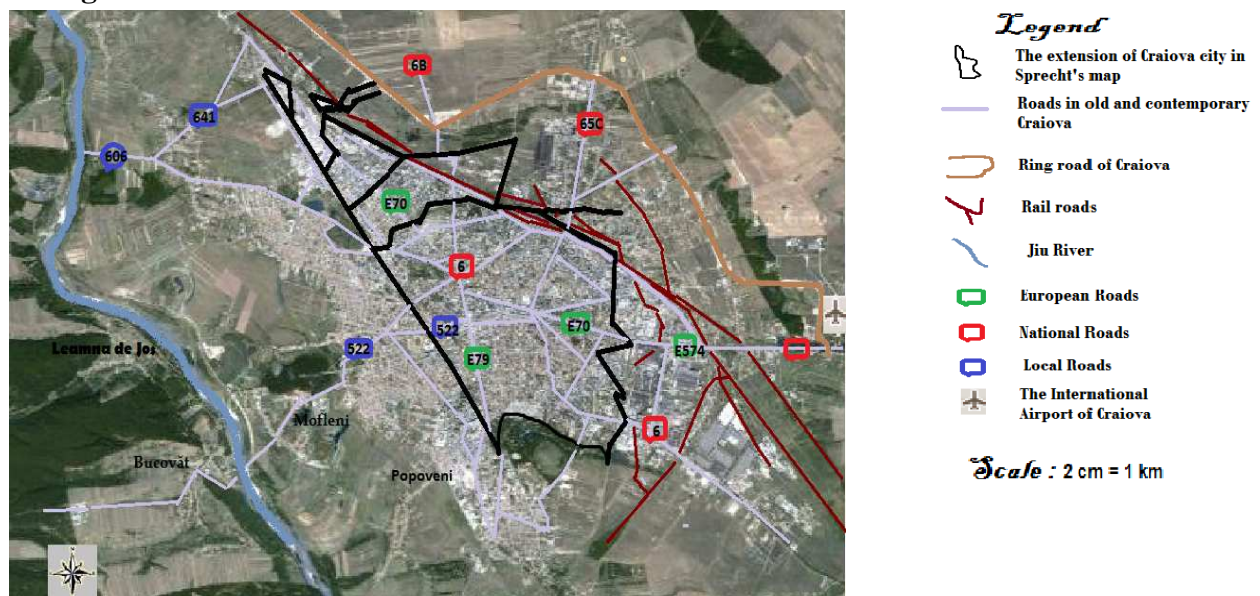 6B
641
65C
606
E70
6
522
E70
522
E79
E574
Leamna de Jos
Mofleni
6
Bucovăt
Popoveni
Legend
The extension of Craiova city in
Sprecht's map
Roads in old and contemporary
Craiova
Ring road of Craiova
Rail roads
Jiu River
European Roads
National Roads
Local Roads
The International
Airport of Craiova
Scale : 2 cm = 1 km